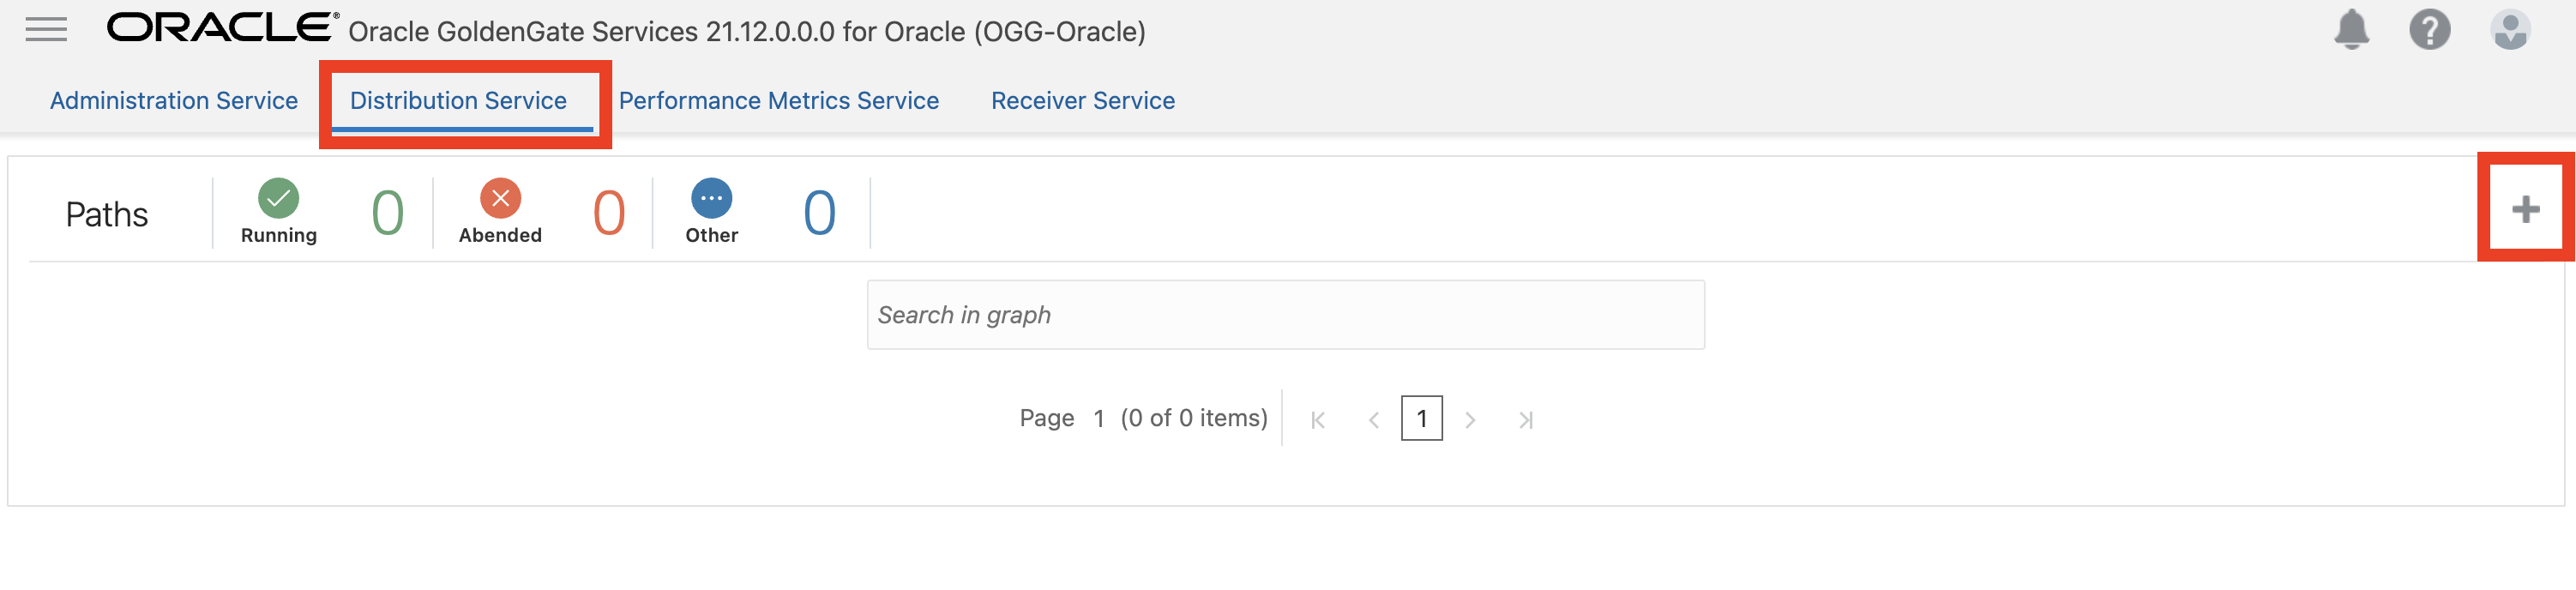 ORACLE® Oracle GoldenGate Services 21.12.0.0.0 for Oracle (OGG-Oracle)
Administration Service Distribution Service Performance Metrics Service Receiver Service
Paths Running 0 Abended 0 Other 0
Search in graph
Page 1 (0 of 0 items) 1